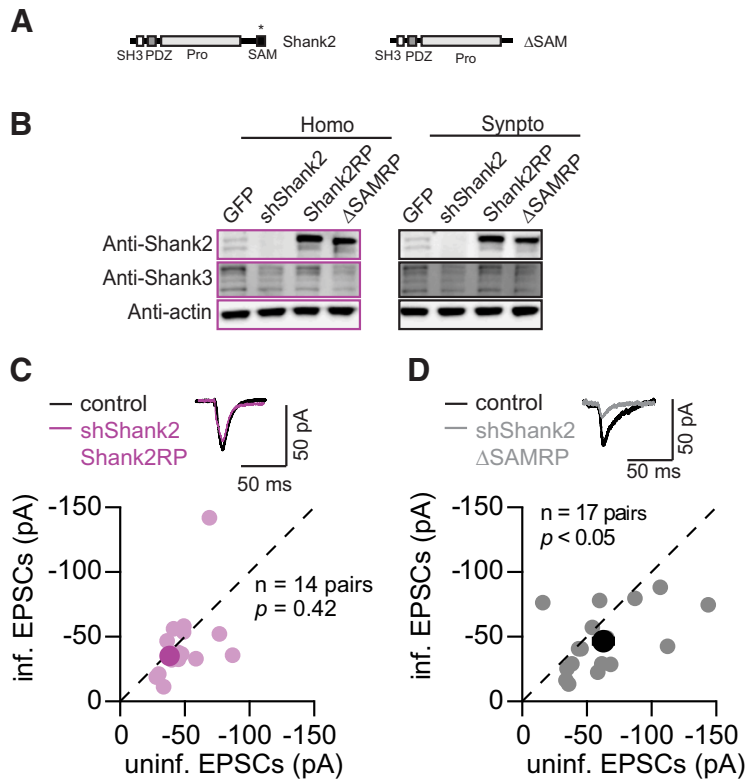 A
*
Shank2
SH3 PDZ Pro SAM
ΔSAM
SH3 PDZ Pro
B
Homo
Synpto
GFP shShank2 Shank2RP ΔSAMRP
GFP shShank2 Shank2RP ΔSAMRP
Anti-Shank2
Anti-Shank3
Anti-actin
C
control
shShank2
Shank2RP
50 pA
50 ms
inf. EPSCs (pA)
-150
-100
-50
0
n = 14 pairs
p = 0.42
0 -50 -100 -150
uninf. EPSCs (pA)
D
control
shShank2
ΔSAMRP
50 pA
50 ms
inf. EPSCs (pA)
-150
-100
-50
0
n = 17 pairs
p < 0.05
0 -50 -100 -150
uninf. EPSCs (pA)